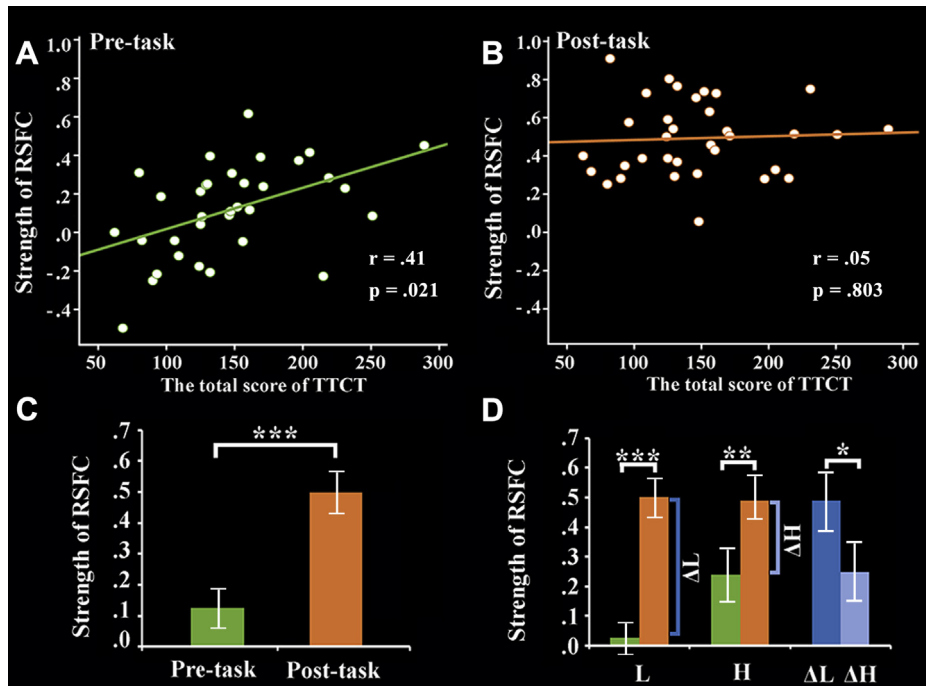 A
Pre-task
Strength of RSFC
1.0
.8
.6
.4
.2
.0
-.2
-.4
r = .41
p = .021
50
100
150
200
250
300
The total score of TTCT
B
Post-task
Strength of RSFC
1.0
.8
.6
.4
.2
.0
-.2
-.4
r = .05
p = .803
50
100
150
200
250
300
The total score of TTCT
C
Strength of RSFC
.7
.6
.5
.4
.3
.2
.1
.0
***
Pre-task
Post-task
D
Strength of RSFC
.7
.6
.5
.4
.3
.2
.1
.0
***
**
*
ΔL
ΔH
L
H
ΔL ΔH